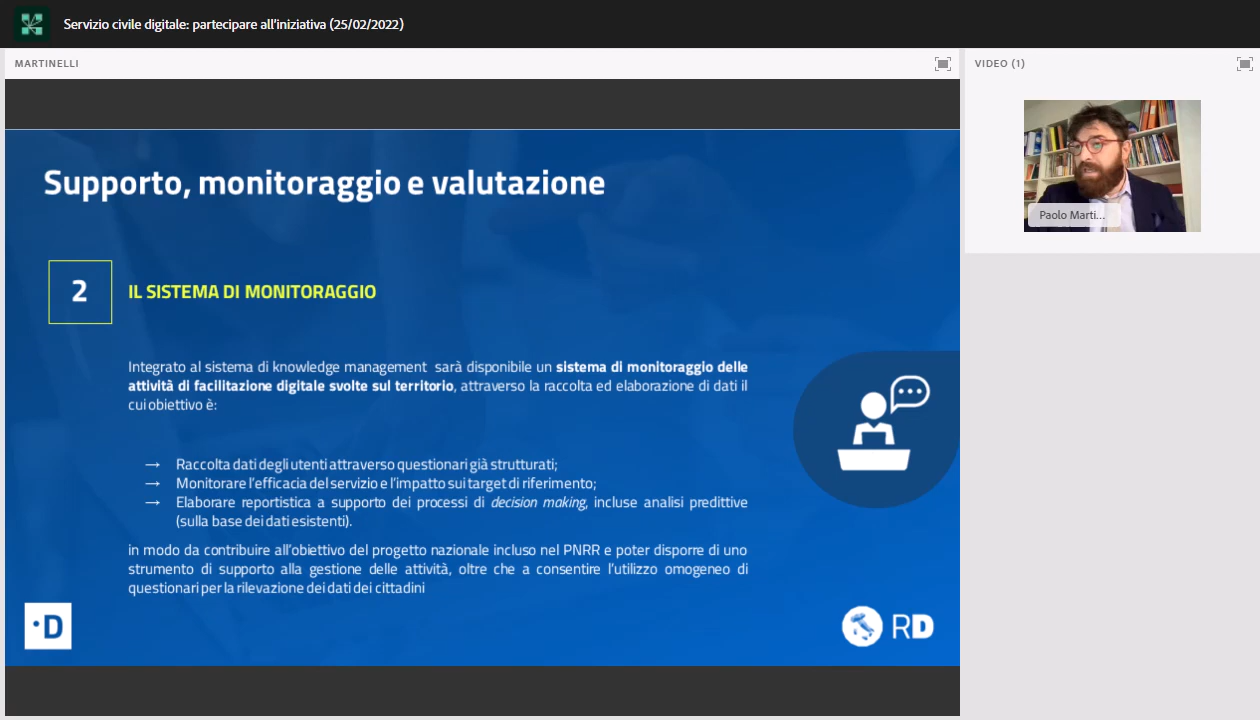 Servizio civile digitale: partecipare all'iniziativa (25/02/2022)
MARTINELLI
VIDEO (1)
Paolo Marti...
Supporto, monitoraggio e valutazione
2
IL SISTEMA DI MONITORAGGIO
Integrato al sistema di knowledge management sarà disponibile un sistema di monitoraggio delle
attività di facilitazione digitale svolte sul territorio, attraverso la raccolta ed elaborazione di dati il
cui obiettivo è:
→ Raccolta dati degli utenti attraverso questionari già strutturati;
→ Monitorare l'efficacia del servizio e l'impatto sui target di riferimento;
→ Elaborare reportistica a supporto dei processi di decision making, incluse analisi predittive
(sulla base dei dati esistenti).
in modo da contribuire all'obiettivo del progetto nazionale incluso nel PNRR e poter disporre di uno
strumento di supporto alla gestione delle attività, oltre che a consentire l'utilizzo omogeneo di
questionari per la rilevazione dei dati dei cittadini
·D
RD